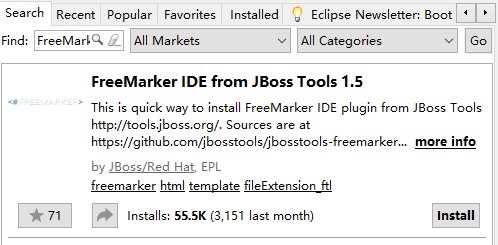 Search Recent Popular Favorites Installed Eclipse Newsletter: Boot
Find: FreeMark All Markets All Categories Go
FreeMarker IDE from JBoss Tools 1.5
<#FREEMARKER>
This is quick way to install FreeMarker IDE plugin from JBoss Tools
http://tools.jboss.org/. Sources are at
https://github.com/jbosstools/jbosstools-freemarker... more info
by JBoss/Red Hat, EPL
freemarker html template fileExtension_ftl
71 Installs: 55.5K (3,151 last month) Install